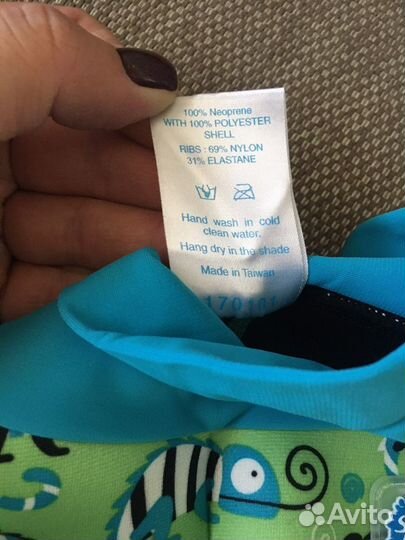 100% Neoprene
WITH 100% POLYESTER
SHELL
RIBS : 69% NYLON
31% ELASTANE
Hand wash in cold
clean water.
Hang dry in the shade
Made in Taiwan
Avito